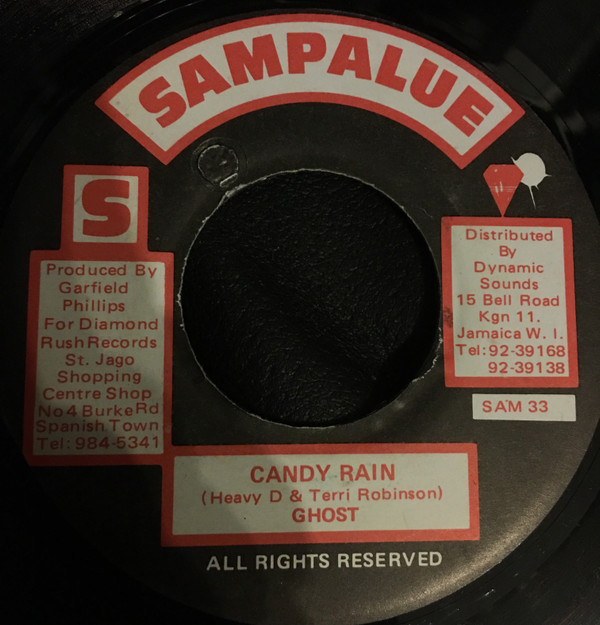 SAMPALUE
S
Produced By
Garfield
Phillips
For Diamond
Rush Records
St. Jago
Shopping
Centre Shop
No 4 Burke Rd
Spanish Town
Tel: 984-5341
Distributed
By
Dynamic
Sounds
15 Bell Road
Kgn 11.
Jamaica W. I.
Tel: 92-39168
92-39138
SAM 33
CANDY RAIN
(Heavy D & Terri Robinson)
GHOST
ALL RIGHTS RESERVED